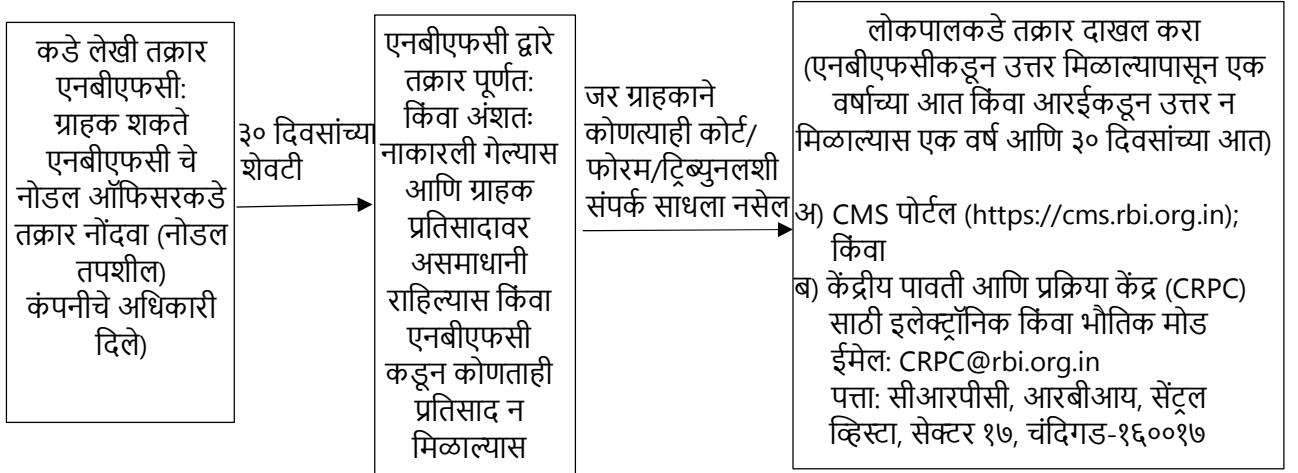 कडे लेखी तक्रार
एनबीएफसी:
ग्राहक शकते
एनबीएफसी चे
नोडल ऑफिसरकडे
तक्रार नोंदवा (नोडल
तपशील)
कंपनीचे अधिकारी
दिले)
३० दिवसांच्या
शेवटी
एनबीएफसी द्वारे
तक्रार पूर्णत:
किंवा अंशतः
नाकारली गेल्यास
आणि ग्राहक
प्रतिसादावर
असमाधानी
राहिल्यास किंवा
एनबीएफसी
कडून कोणताही
प्रतिसाद न
मिळाल्यास
जर ग्राहकाने
कोणत्याही कोर्ट/
फोरम/ट्रिब्युनलशी
संपर्क साधला नसेल
लोकपालकडे तक्रार दाखल करा
(एनबीएफसीकडून उत्तर मिळाल्यापासून एक
वर्षाच्या आत किंवा आरईकडून उत्तर न
मिळाल्यास एक वर्ष आणि ३० दिवसांच्या आत)
अ) CMS पोर्टल (https://cms.rbi.org.in);
किंवा
ब) केंद्रीय पावती आणि प्रक्रिया केंद्र (CRPC)
साठी इलेक्ट्रॉनिक किंवा भौतिक मोड
ईमेल: CRPC@rbi.org.in
पत्ता: सीआरपीसी, आरबीआय, सेंट्रल
व्हिस्टा, सेक्टर १७, चंदिगड-१६००१७